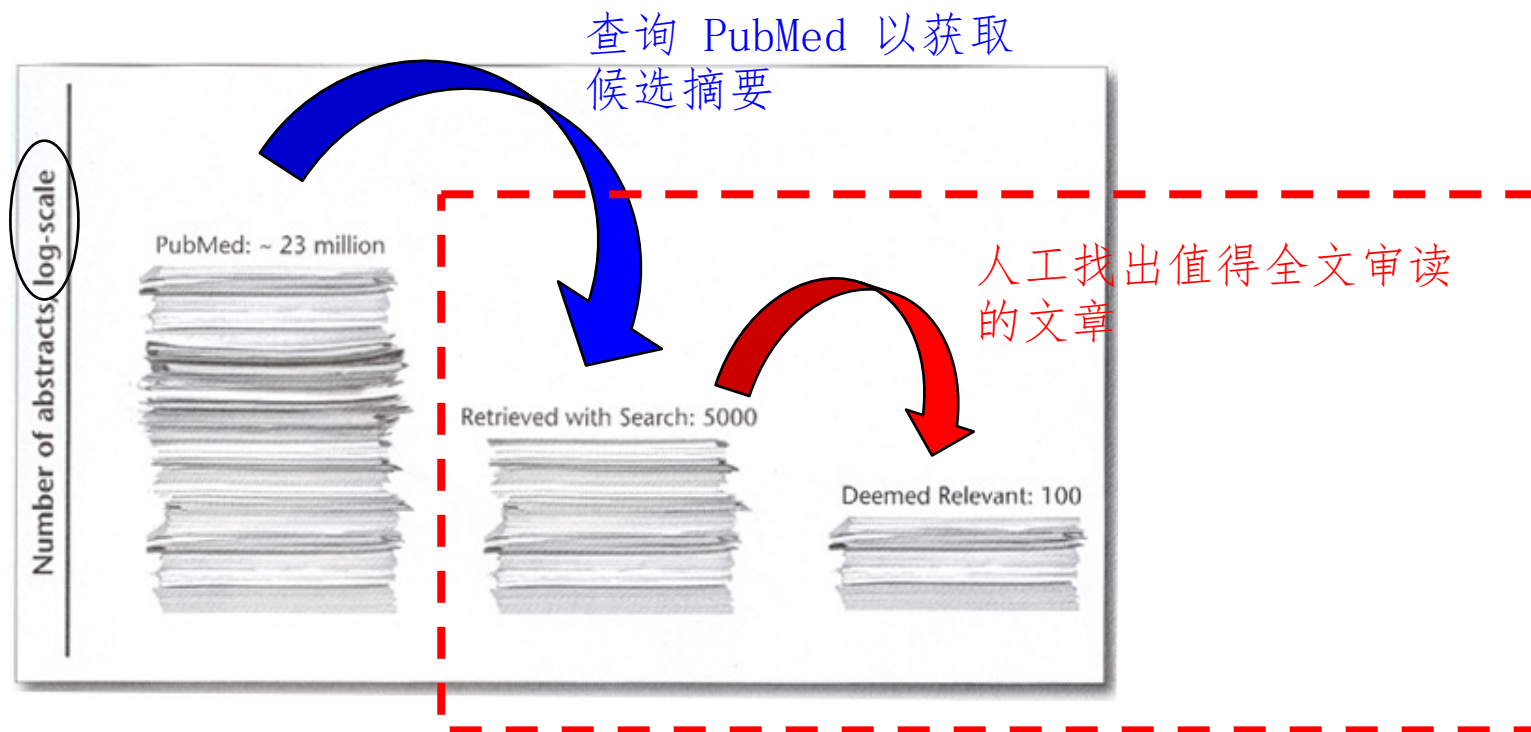 查询 PubMed 以获取
候选摘要
Number of abstracts, log-scale
PubMed: ~ 23 million
人工找出值得全文审读
的文章
Retrieved with Search: 5000
Deemed Relevant: 100